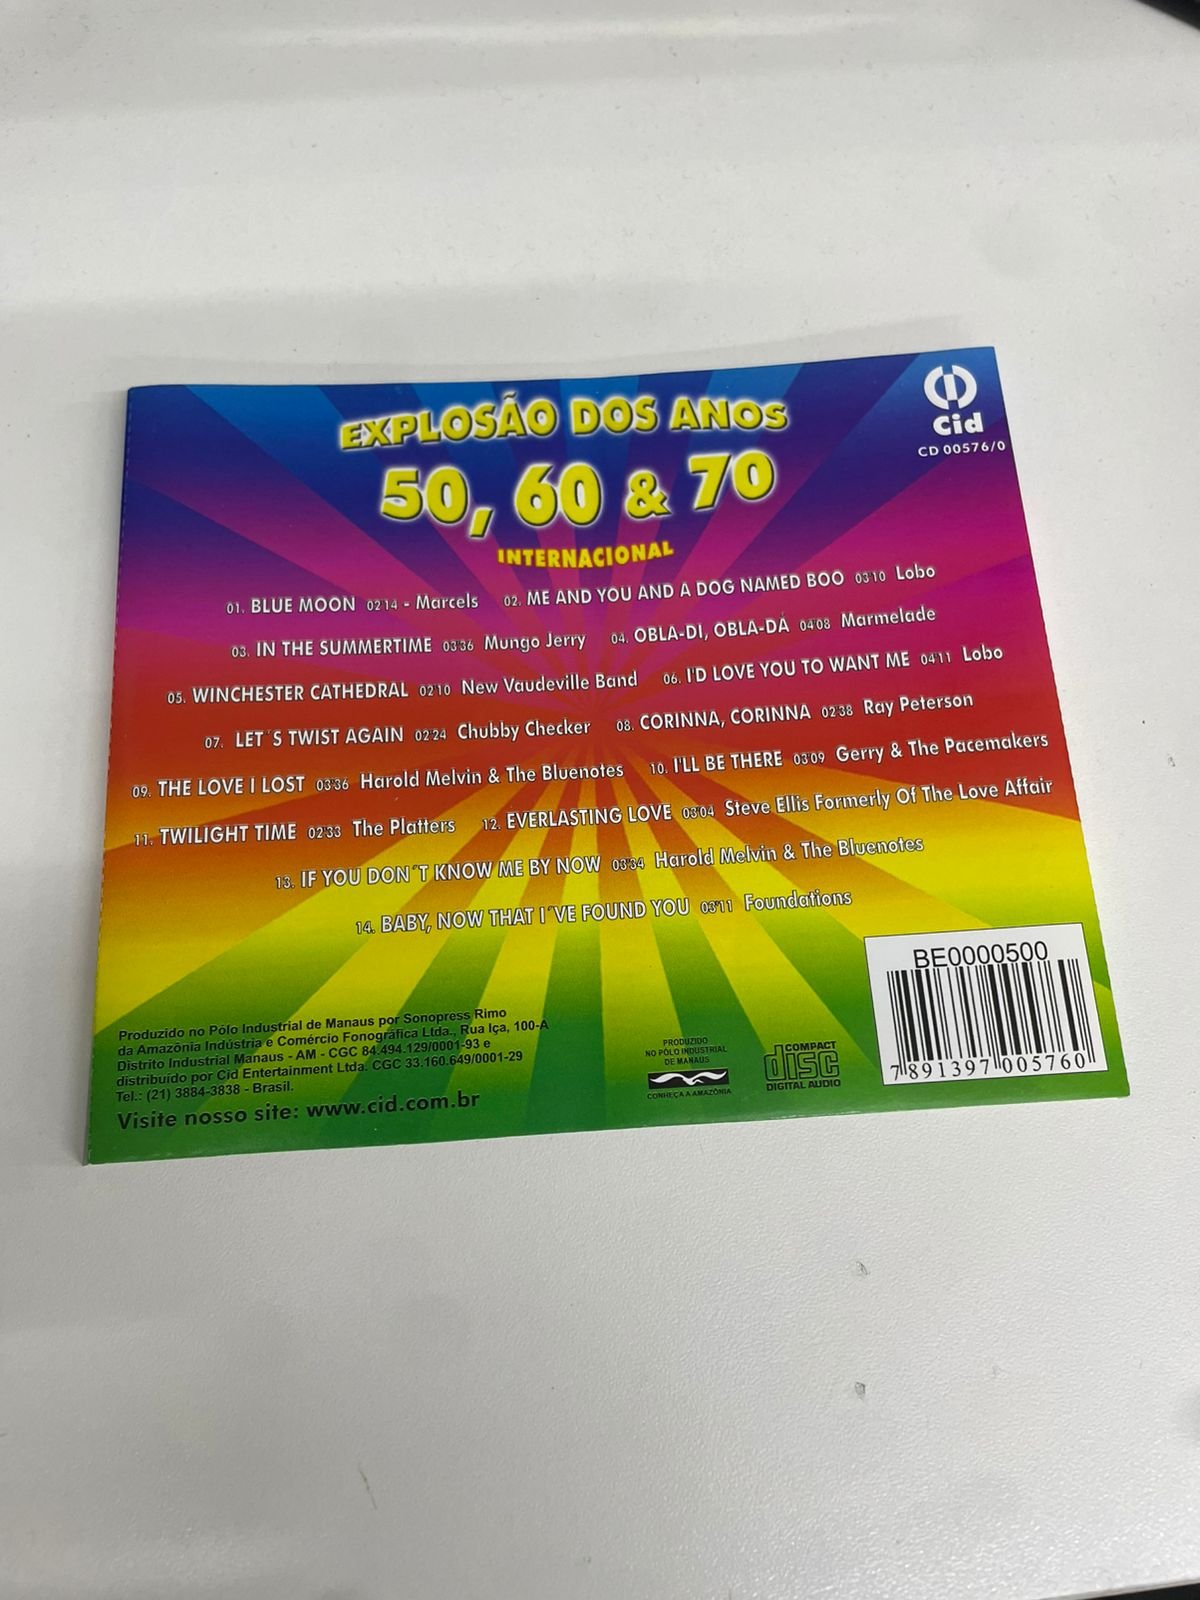 EXPLOSÃO DOS ANOS
50, 60 & 70
INTERNACIONAL
Cid
CD 00576/0
01. BLUE MOON 02'14 - Marcels 02. ME AND YOU AND A DOG NAMED BOO 03'10 Lobo
03. IN THE SUMMERTIME 03'36 Mungo Jerry 04. OBLA-DI, OBLA-DÁ 04'08 Marmelade
05. WINCHESTER CATHEDRAL 02'10 New Vaudeville Band 06. I'D LOVE YOU TO WANT ME 04'11 Lobo
07. LET´S TWIST AGAIN 02'24 Chubby Checker 08. CORINNA, CORINNA 02'38 Ray Peterson
09. THE LOVE I LOST 03'36 Harold Melvin & The Bluenotes 10. I'LL BE THERE 03'09 Gerry & The Pacemakers
11. TWILIGHT TIME 02'33 The Platters 12. EVERLASTING LOVE 03'04 Steve Ellis Formerly Of The Love Affair
13. IF YOU DON´T KNOW ME BY NOW 03'34 Harold Melvin & The Bluenotes
14. BABY, NOW THAT I´VE FOUND YOU 03'11 Foundations
Produzido no Pólo Industrial de Manaus por Sonopress Rimo
da Amazônia Indústria e Comércio Fonográfica Ltda., Rua Iça, 100-A
Distrito Industrial Manaus - AM - CGC 84.494.129/0001-93 e
distribuído por Cid Entertainment Ltda. CGC 33.160.649/0001-29
Tel.: (21) 3884-3838 - Brasil.
Visite nosso site: www.cid.com.br
PRODUZIDO
NO PÓLO INDUSTRIAL
DE MANAUS
CONHEÇA A AMAZÔNIA
COMPACT
disc
DIGITAL AUDIO
BE0000500
7 891397 005760